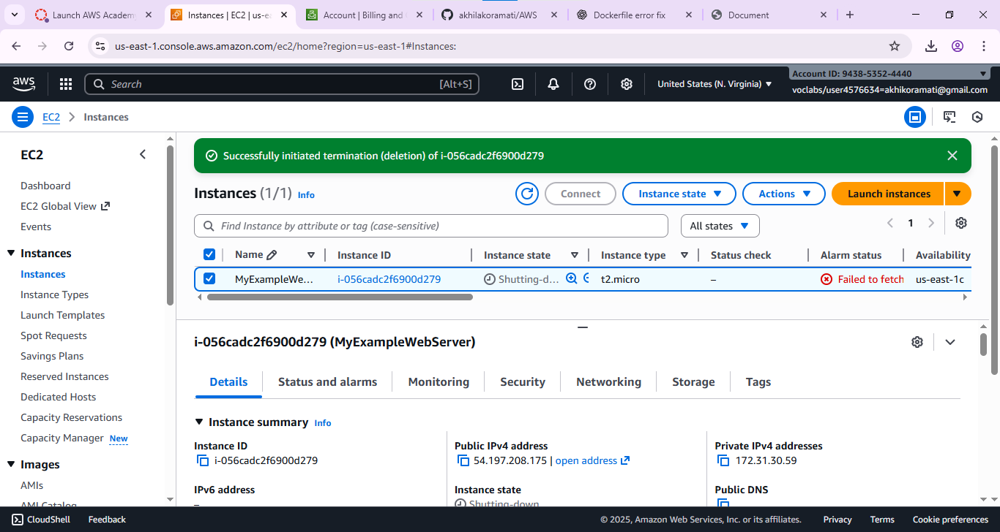 Launch AWS Academy
Instances | EC2 | us-ea
Account | Billing and
akhilakoramati/AWS
Dockerfile error fix
Document
us-east-1.console.aws.amazon.com/ec2/home?region=us-east-1#Instances:
aws
Search
[Alt+S]
United States (N. Virginia)
Account ID: 9438-5352-4440
voclabs/user4576634=akhikoramati@gmail.com
EC2
Instances
EC2
Dashboard
EC2 Global View
Events
Instances
Instances
Instance Types
Launch Templates
Spot Requests
Savings Plans
Reserved Instances
Dedicated Hosts
Capacity Reservations
Capacity Manager New
Images
AMIs
AMI Catalog
Successfully initiated termination (deletion) of i-056cadc2f6900d279
Instances (1/1) Info
Connect
Instance state
Actions
Launch instances
Find Instance by attribute or tag (case-sensitive)
All states
1
Name Instance ID Instance state Instance type Status check Alarm status Availability
MyExampleWe... i-056cadc2f6900d279 Shutting-d... t2.micro – Failed to fetch us-east-1c
i-056cadc2f6900d279 (MyExampleWebServer)
Details Status and alarms Monitoring Security Networking Storage Tags
Instance summary Info
Instance ID
i-056cadc2f6900d279
Public IPv4 address
54.197.208.175 | open address
Private IPv4 addresses
172.31.30.59
IPv6 address
–
Instance state
Shutting-down
Public DNS
CloudShell
Feedback
© 2025, Amazon Web Services, Inc. or its affiliates.
Privacy
Terms
Cookie preferences